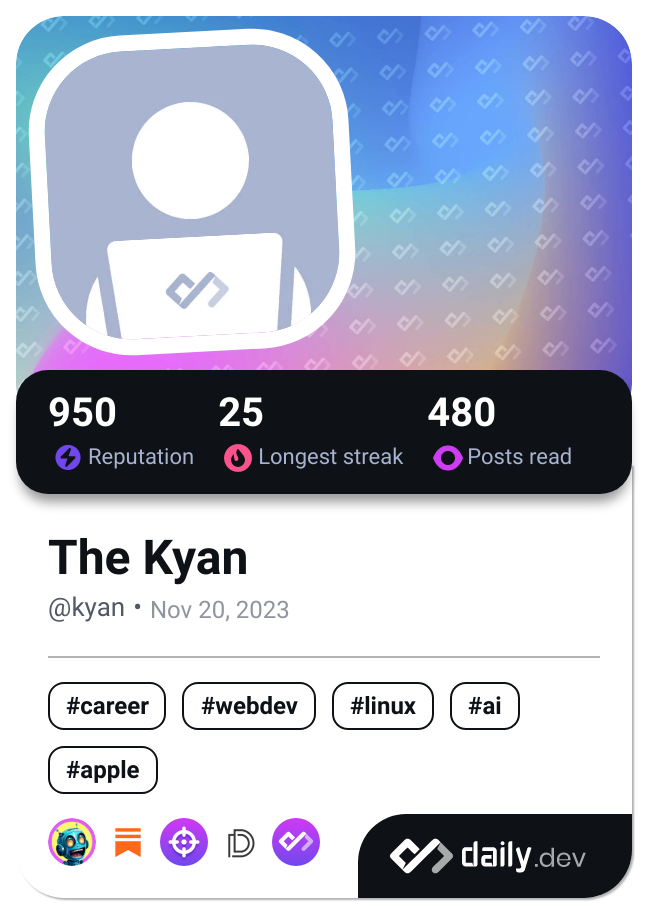 950 25 480
Reputation Longest streak Posts read
The Kyan
@kyan • Nov 20, 2023
#career #webdev #linux #ai
#apple
daily.dev